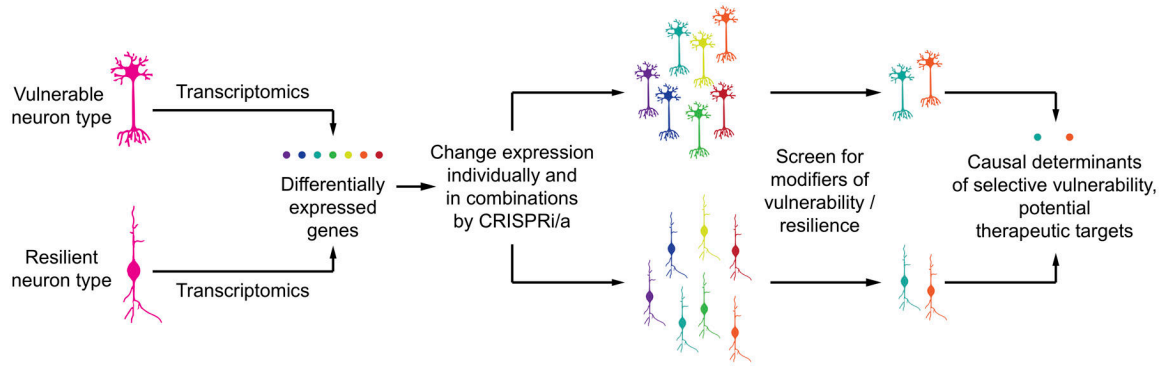 Vulnerable
neuron type
Transcriptomics
Resilient
neuron type
Transcriptomics
Differentially
expressed
genes
Change expression
individually and
in combinations
by CRISPRi/a
Screen for
modifiers of
vulnerability /
resilience
Causal determinants
of selective vulnerability,
potential
therapeutic targets